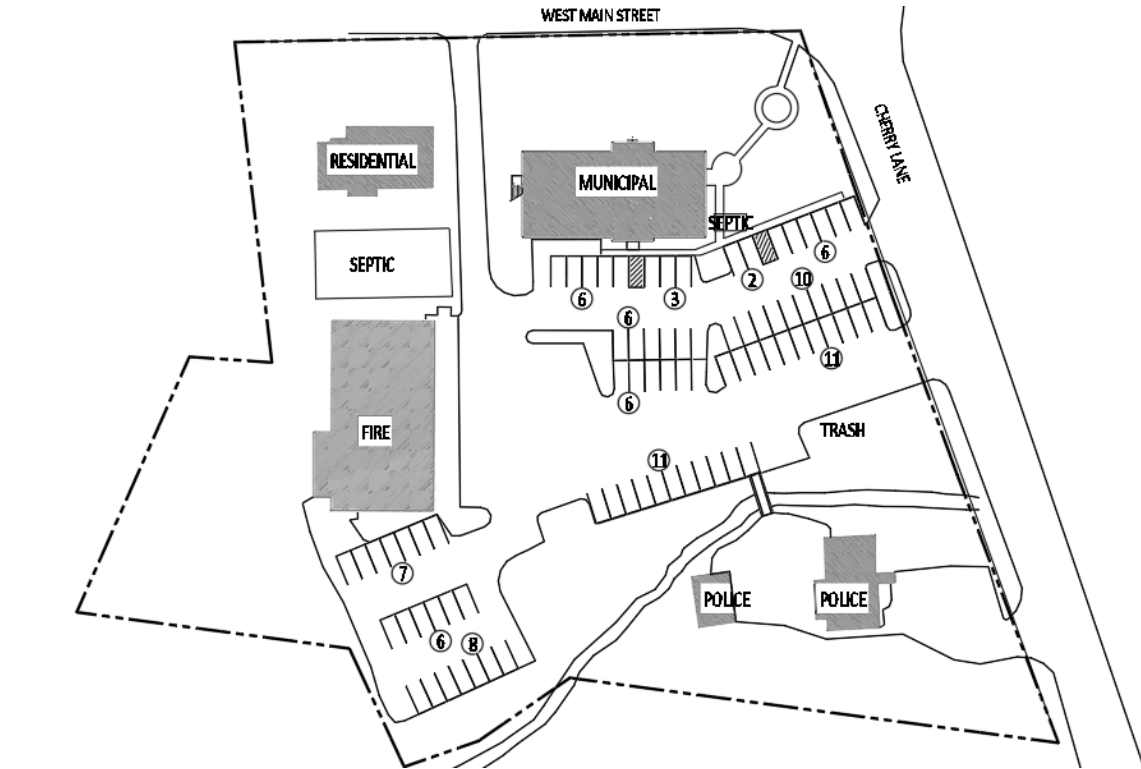 WEST MAIN STREET
CHERRY LANE
RESIDENTIAL
MUNICIPAL
SEPTIC
SEPTIC
6
2
10
6
3
6
11
6
FIRE
TRASH
11
7
POLICE
POLICE
6
8